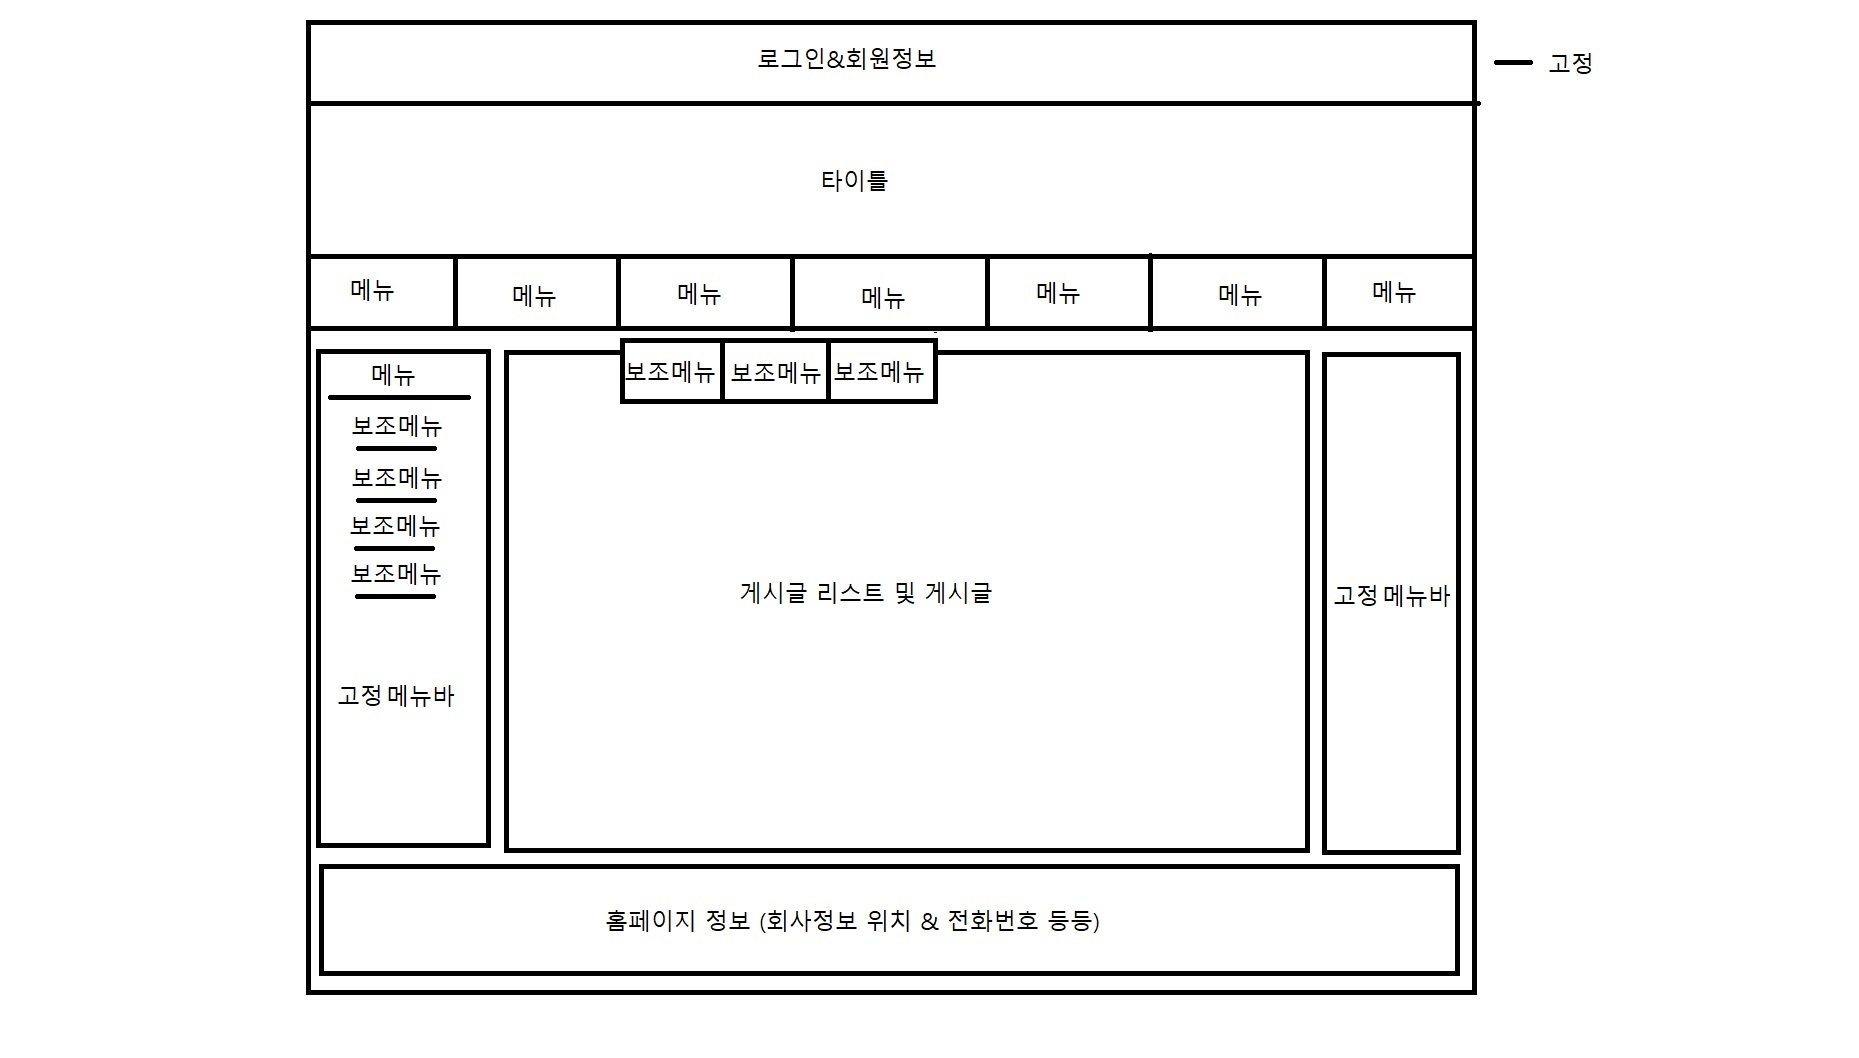 로그인&회원정보
고정
타이틀
메뉴
메뉴
메뉴
메뉴
메뉴
메뉴
메뉴
보조메뉴
보조메뉴
보조메뉴
메뉴
보조메뉴
보조메뉴
보조메뉴
보조메뉴
고정 메뉴바
게시글 리스트 및 게시글
고정 메뉴바
홈페이지 정보 (회사정보 위치 & 전화번호 등등)